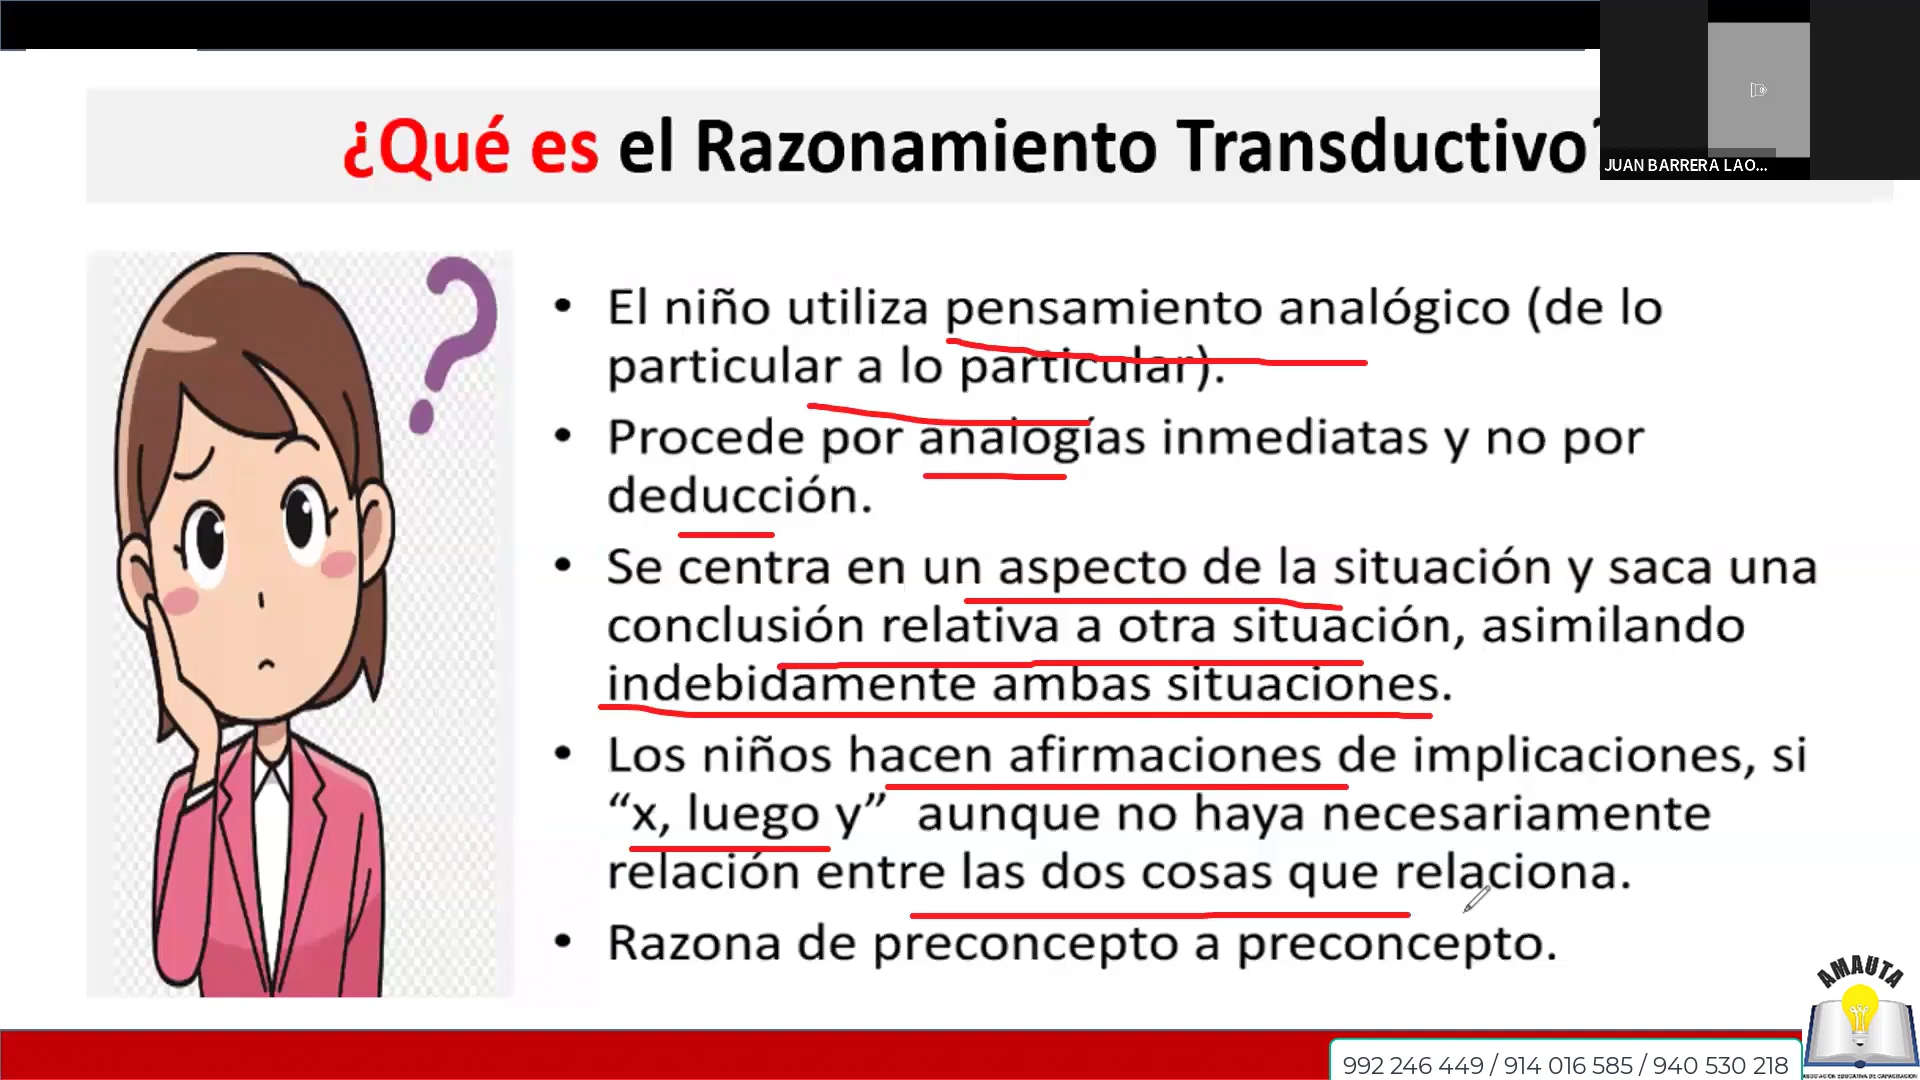 ¿Qué es el Razonamiento Transductivo?
JUAN BARRERA LAO...
• El niño utiliza pensamiento analógico (de lo
particular a lo particular).
• Procede por analogías inmediatas y no por
deducción.
• Se centra en un aspecto de la situación y saca una
conclusión relativa a otra situación, asimilando
indebidamente ambas situaciones.
• Los niños hacen afirmaciones de implicaciones, si
“x, luego y” aunque no haya necesariamente
relación entre las dos cosas que relaciona.
• Razona de preconcepto a preconcepto.
AMAUTA
ASOCIACION EDUCATIVA DE CAPACITACION
992 246 449 / 914 016 585 / 940 530 218